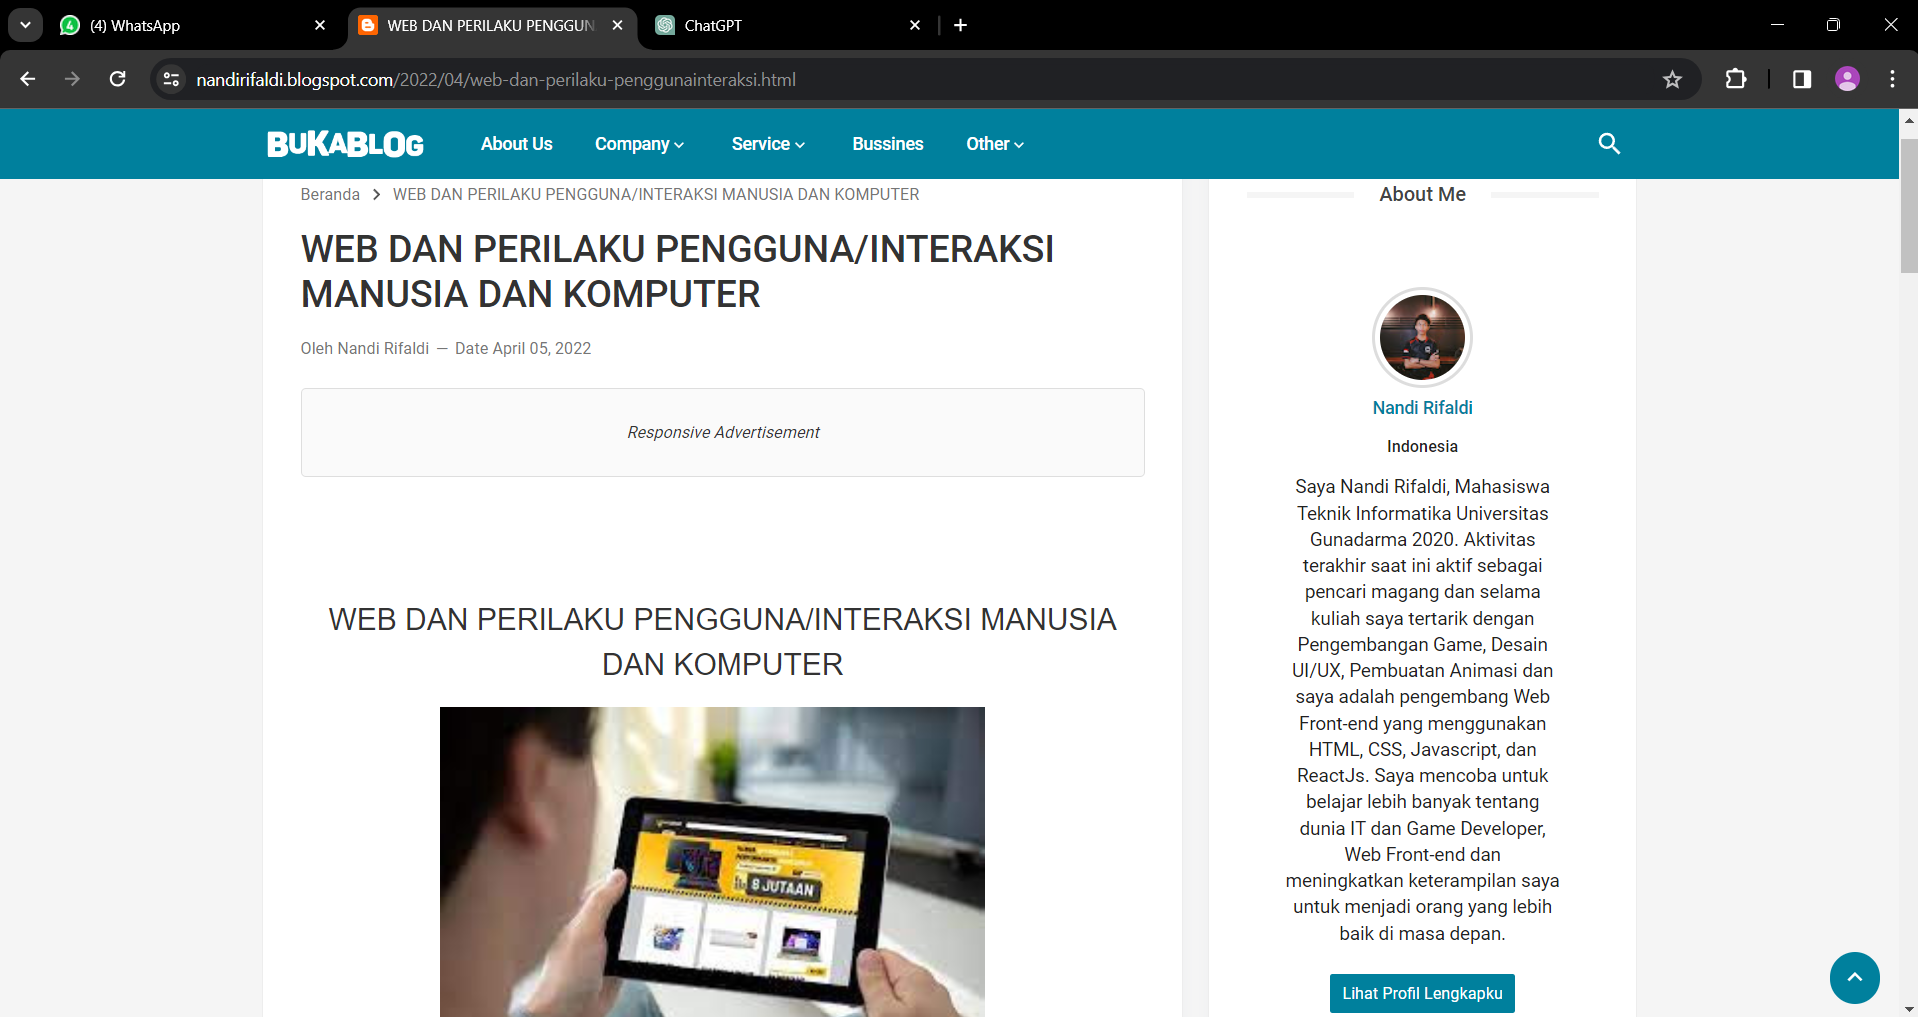 (4) WhatsApp
WEB DAN PERILAKU PENGGUN
ChatGPT
nandirifaldi.blogspot.com/2022/04/web-dan-perilaku-penggunainteraksi.html
BUKABLOG
About Us
Company
Service
Bussines
Other
Beranda > WEB DAN PERILAKU PENGGUNA/INTERAKSI MANUSIA DAN KOMPUTER
WEB DAN PERILAKU PENGGUNA/INTERAKSI
MANUSIA DAN KOMPUTER
Oleh Nandi Rifaldi — Date April 05, 2022
Responsive Advertisement
WEB DAN PERILAKU PENGGUNA/INTERAKSI MANUSIA
DAN KOMPUTER
JUTAAN
About Me
Nandi Rifaldi
Indonesia
Saya Nandi Rifaldi, Mahasiswa
Teknik Informatika Universitas
Gunadarma 2020. Aktivitas
terakhir saat ini aktif sebagai
pencari magang dan selama
kuliah saya tertarik dengan
Pengembangan Game, Desain
UI/UX, Pembuatan Animasi dan
saya adalah pengembang Web
Front-end yang menggunakan
HTML, CSS, Javascript, dan
ReactJs. Saya mencoba untuk
belajar lebih banyak tentang
dunia IT dan Game Developer,
Web Front-end dan
meningkatkan keterampilan saya
untuk menjadi orang yang lebih
baik di masa depan.
Lihat Profil Lengkapku